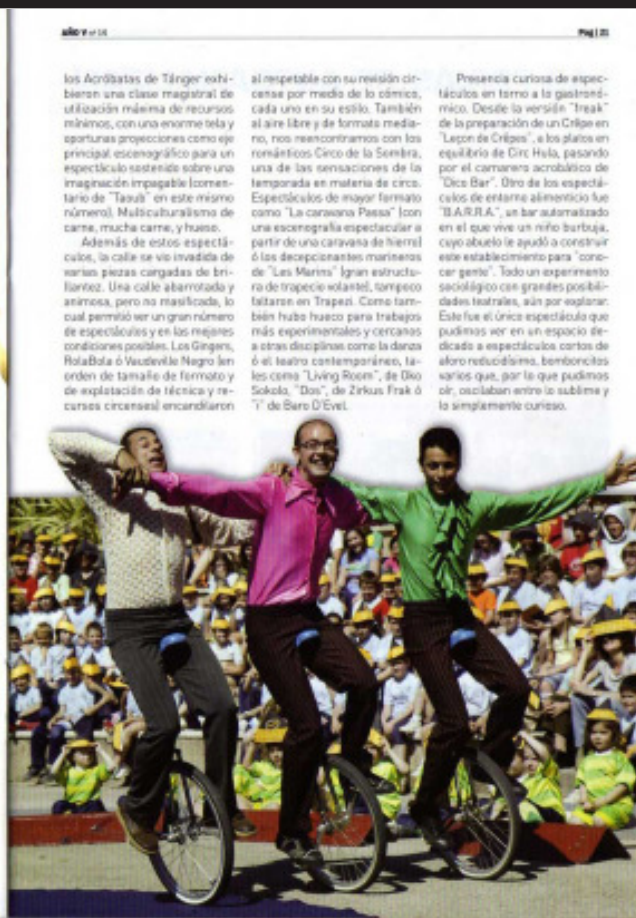 AÑO V nº 16
Pag | 21
los Acróbatas de Tánger exhi-
bieron una clase magistral de
utilización máxima de recursos
mínimos, con una enorme tela y
oportunas proyecciones como eje
principal escenográfico para un
espectáculo sostenido sobre una
imaginación impagable (comen-
tario de "Taoub" en este mismo
número). Multiculturalismo de
carne, mucha carne, y hueso.
Además de estos espectá-
culos, la calle se vio invadida de
varias piezas cargadas de bri-
llantez. Una calle abarrotada y
animosa, pero no masificada, lo
cual permitió ver un gran número
de espectáculos y en las mejores
condiciones posibles. Los Gingers,
RolaBola ó Vaudeville Negro (en
orden de tamaño de formato y
de explotación de técnica y re-
cursos circenses) encandilaron
al respetable con su revisión cir-
cense por medio de lo cómico,
cada uno en su estilo. También
al aire libre y de formato media-
no, nos reencontramos con los
románticos Circo de la Sombra,
una de las sensaciones de la
temporada en materia de circo.
Espectáculos de mayor formato
como "La caravana Passa" (con
una escenografía espectacular a
partir de una caravana de hierro)
ó los decepcionantes marineros
de "Les Marins" (gran estructu-
ra de trapecio volante), tampoco
faltaron en Trapezi. Como tam-
bién hubo hueco para trabajos
más experimentales y cercanos
a otras disciplinas como la danza
ó el teatro contemporáneo, ta-
les como "Living Room", de Oko
Sokolo, "Dos", de Zirkus Frak ó
"i" de Baro D'Evel.
Presencia curiosa de espec-
táculos en torno a lo gastronó-
mico. Desde la versión "freak"
de la preparación de un Crêpe en
"Leçon de Crêpes", a los platos en
equilibrio de Circ Hula, pasando
por el camarero acrobático de
"Circo Bar". Otro de los espectá-
culos de entorno alimenticio fue
"B.A.R.R.A.", un bar automatizado
en el que vive un niño burbuja,
cuyo abuelo le ayudó a construir
este establecimiento para "cono-
cer gente". Todo un experimento
sociológico con grandes posibili-
dades teatrales, aún por explorar.
Este fue el único espectáculo que
pudimos ver en un espacio de-
dicado a espectáculos cortos de
aforo reducidísimo, bomboncitos
varios que, por lo que pudimos
oír, oscilaban entre lo sublime y
lo simplemente curioso.